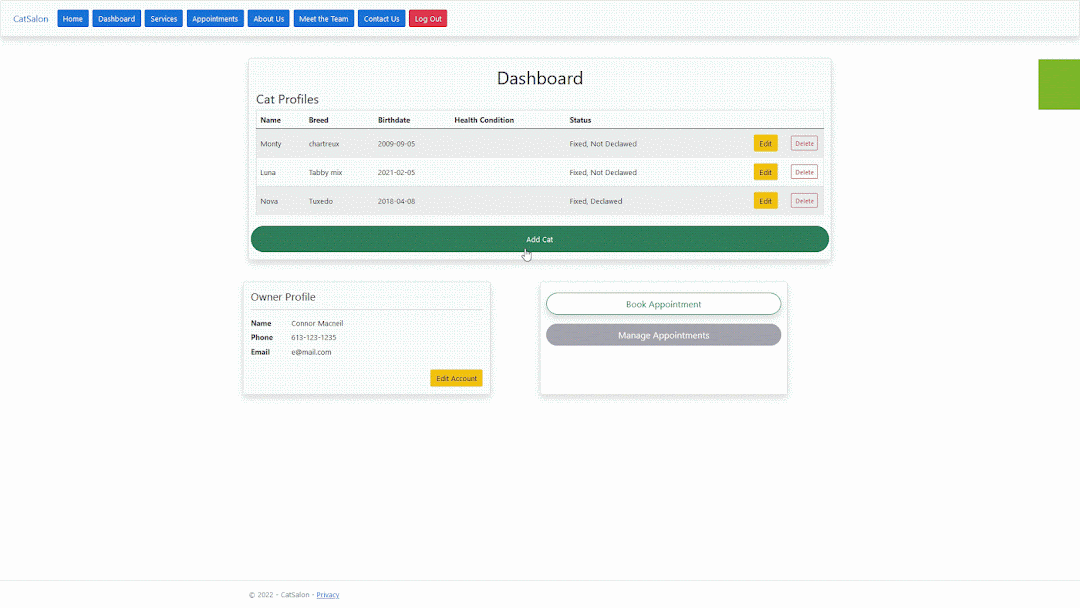 CatSalon Home Dashboard Services Appointments About Us Meet the Team Contact Us Log Out
Dashboard
Cat Profiles
Name Breed Birthdate Health Condition Status
Monty chartreux 2009-09-05 Fixed, Not Declawed Edit Delete
Luna Tabby mix 2021-02-05 Fixed, Not Declawed Edit Delete
Nova Tuxedo 2018-04-08 Fixed, Declawed Edit Delete
Add Cat
Owner Profile
Name Connor Macneil
Phone 613-123-1235
Email e@mail.com
Edit Account
Book Appointment
Manage Appointments
© 2022 - CatSalon - Privacy